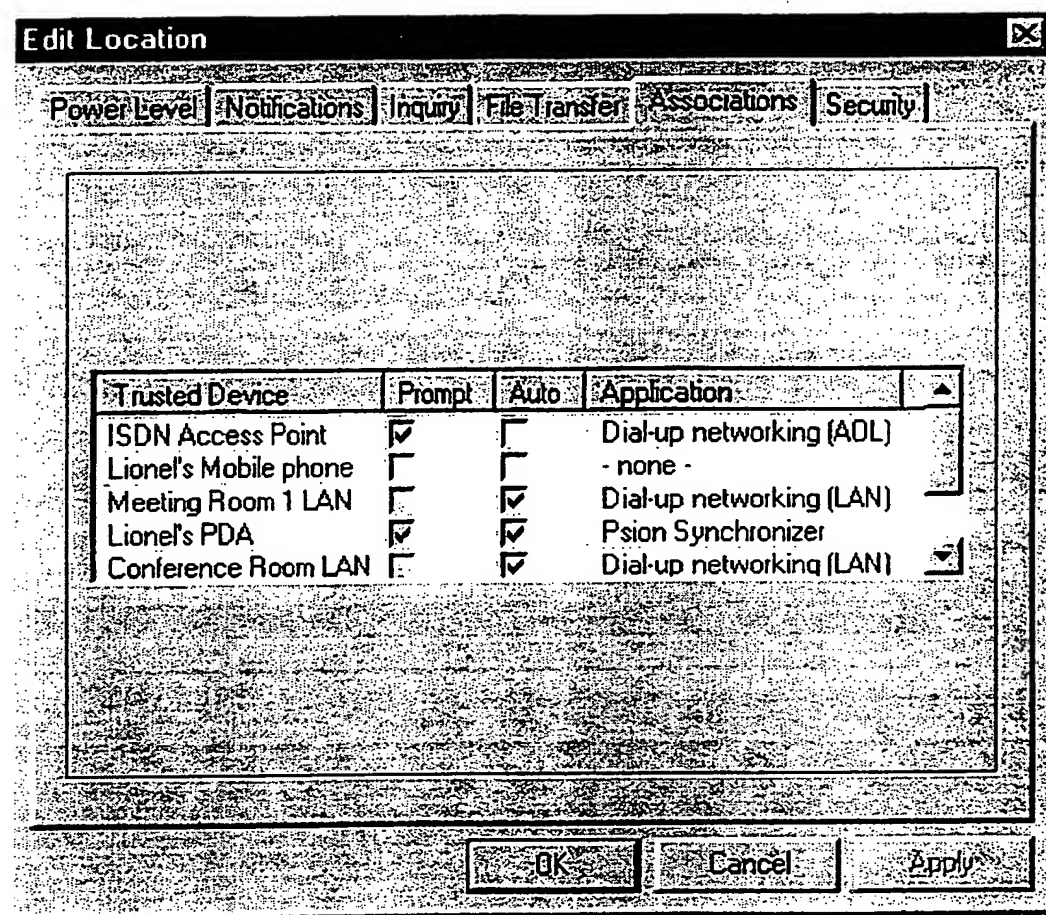 Edit Location
Power Level Notifications Inquiry File Transfer Associations Security
Trusted Device Prompt Auto Application
ISDN Access Point Dial-up networking (AOL)
Lionel's Mobile phone - none -
Meeting Room 1 LAN Dial-up networking (LAN)
Lionel's PDA Psion Synchronizer
Conference Room LAN Dial-up networking (LAN)
OK Cancel Apply